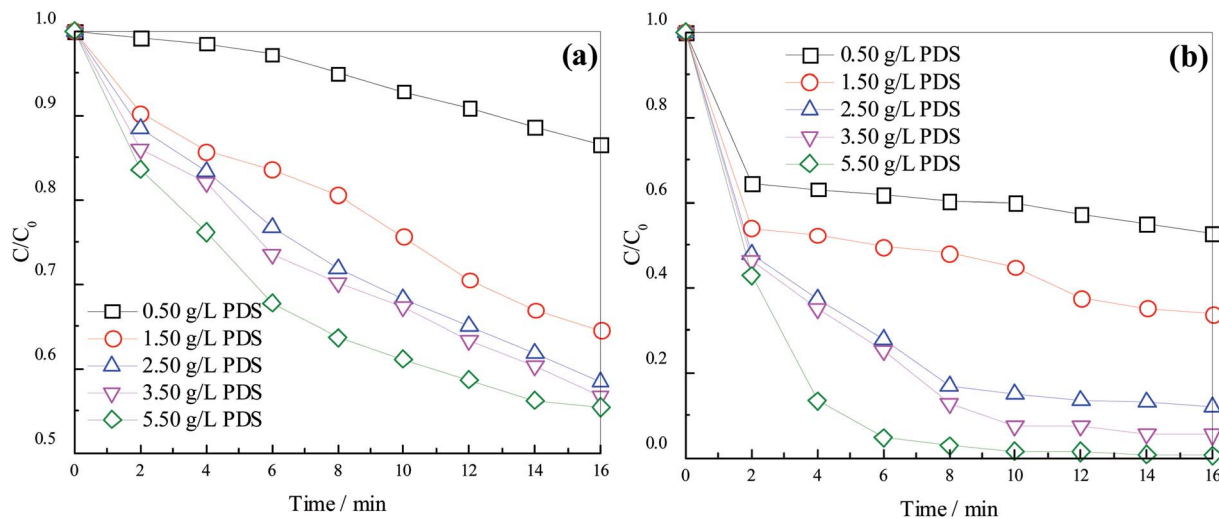 (a)
1.0
0.9
0.8
0.7
0.6
0.5
C/C0
0.50 g/L PDS
1.50 g/L PDS
2.50 g/L PDS
3.50 g/L PDS
5.50 g/L PDS
0 2 4 6 8 10 12 14 16
Time / min
(b)
1.0
0.8
0.6
0.4
0.2
0.0
C/C0
0.50 g/L PDS
1.50 g/L PDS
2.50 g/L PDS
3.50 g/L PDS
5.50 g/L PDS
0 2 4 6 8 10 12 14 16
Time / min